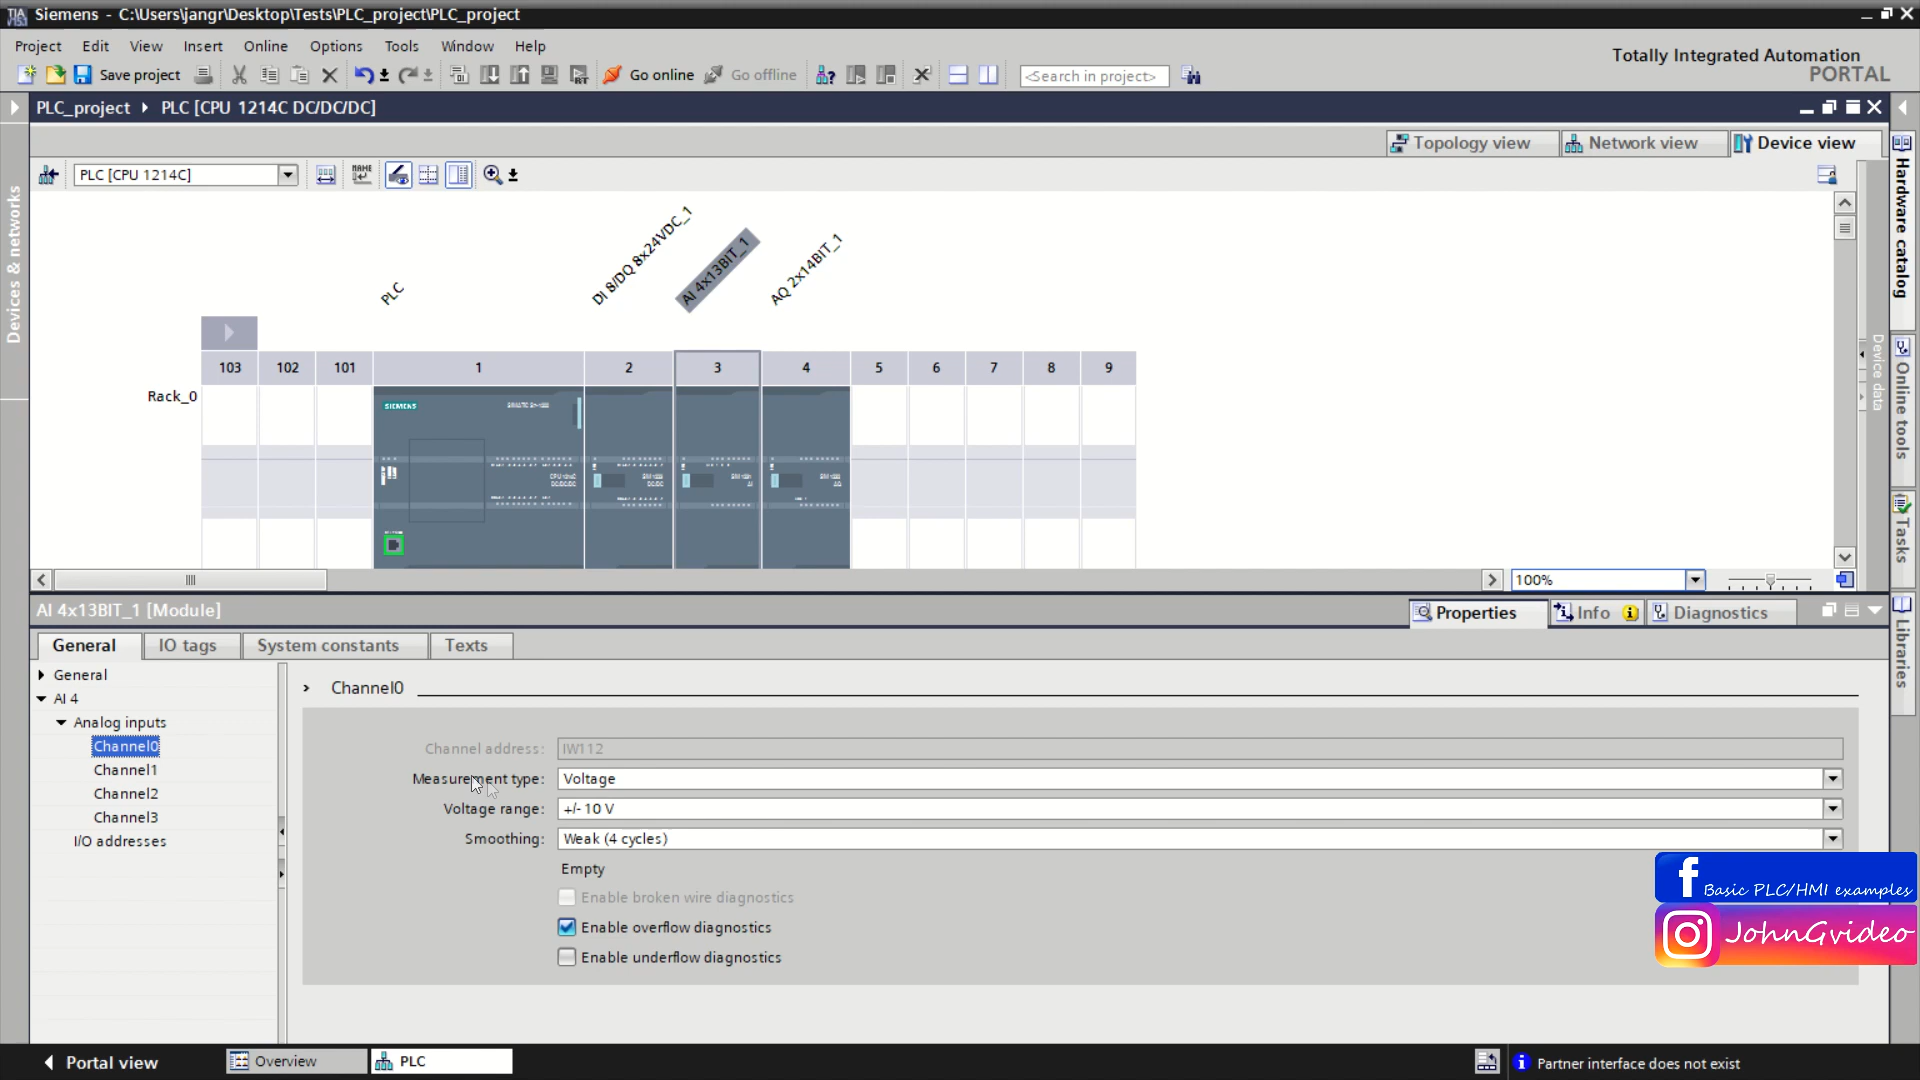 Siemens - C:\Users\jangr\Desktop\Tests\PLC_project\PLC_project
Project Edit View Insert Online Options Tools Window Help
Totally Integrated Automation
PORTAL
Save project Go online Go offline <Search in project>
PLC_project PLC [CPU 1214C DC/DC/DC]
Topology view Network view Device view
PLC [CPU 1214C] NAME
PLC DI 8/DQ 8x24VDC_1 AI 4x13BIT_1 AQ 2x14BIT_1
103 102 101 1 2 3 4 5 6 7 8 9
Rack_0
SIEMENS
100%
Devices & networks
Device data
Hardware catalog
Online tools
Tasks
Libraries
AI 4x13BIT_1 [Module]
Properties Info Diagnostics
General IO tags System constants Texts
General
AI 4
Analog inputs
Channel0
Channel1
Channel2
Channel3
I/O addresses
Channel0
Channel address: IW112
Measurement type: Voltage
Voltage range: +/- 10 V
Smoothing: Weak (4 cycles)
Empty
Enable broken wire diagnostics
Enable overflow diagnostics
Enable underflow diagnostics
f Basic PLC/HMI examples
JohnGvideo
Portal view Overview PLC Partner interface does not exist